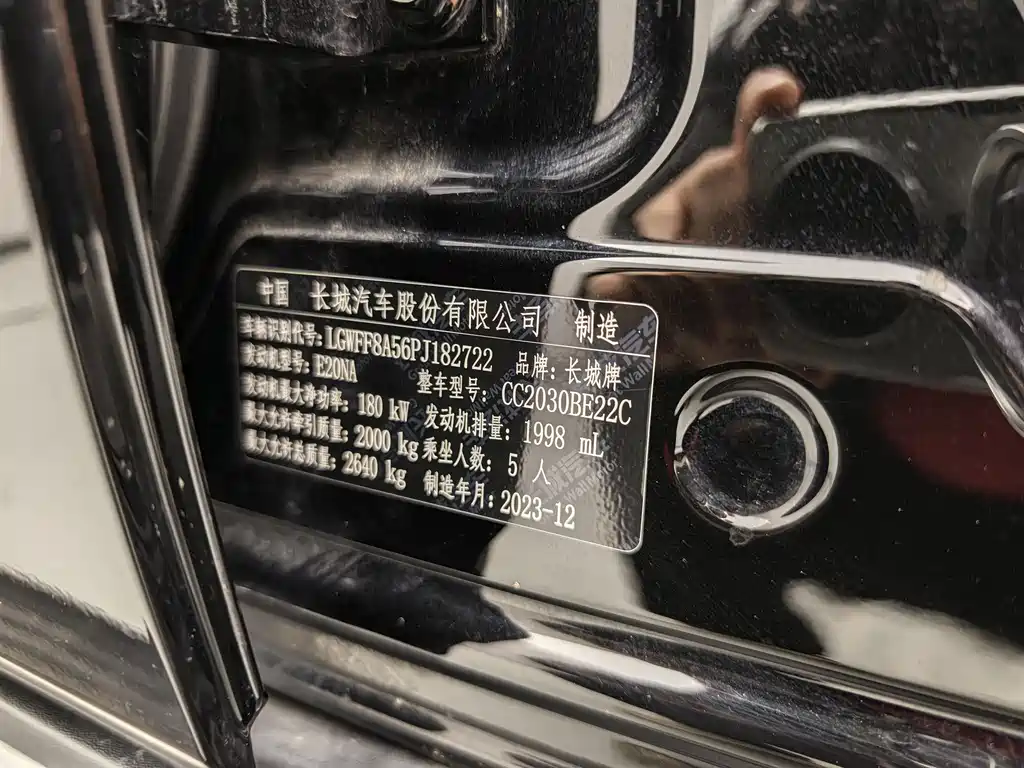 中国 长城汽车股份有限公司 制造
车辆识别代号: LGWFF8A56PJ182722 品牌: 长城牌
发动机型号: E20NA 整车型号: CC2030BE22C
发动机最大净功率: 180 kW 发动机排量: 1998 mL
最大允许牵引质量: 2000 kg 乘坐人数: 5 人
最大允许总质量: 2640 kg 制造年月: 2023-12